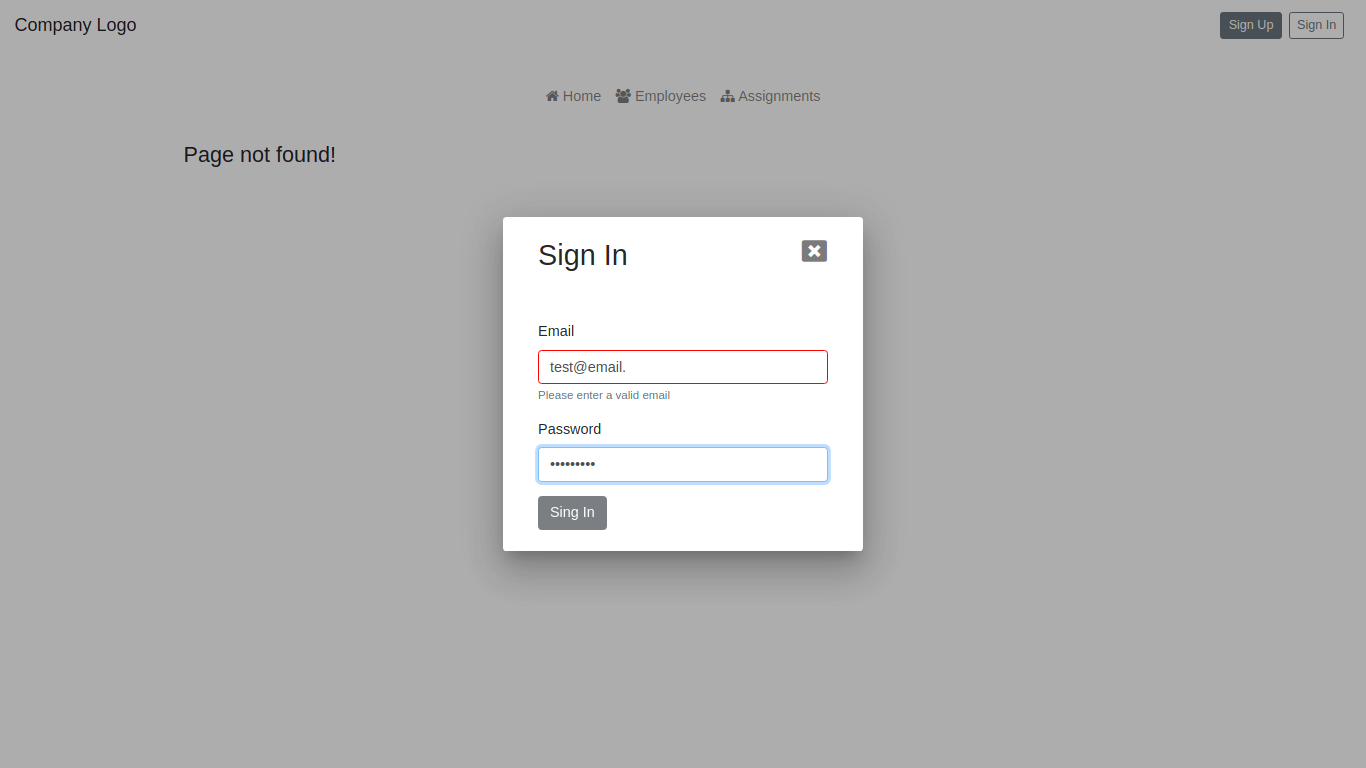 Company Logo
Sign Up
Sign In
Home
Employees
Assignments
Page not found!
Sign In
Email
test@email.
Please enter a valid email
Password
•••••••••
Sing In